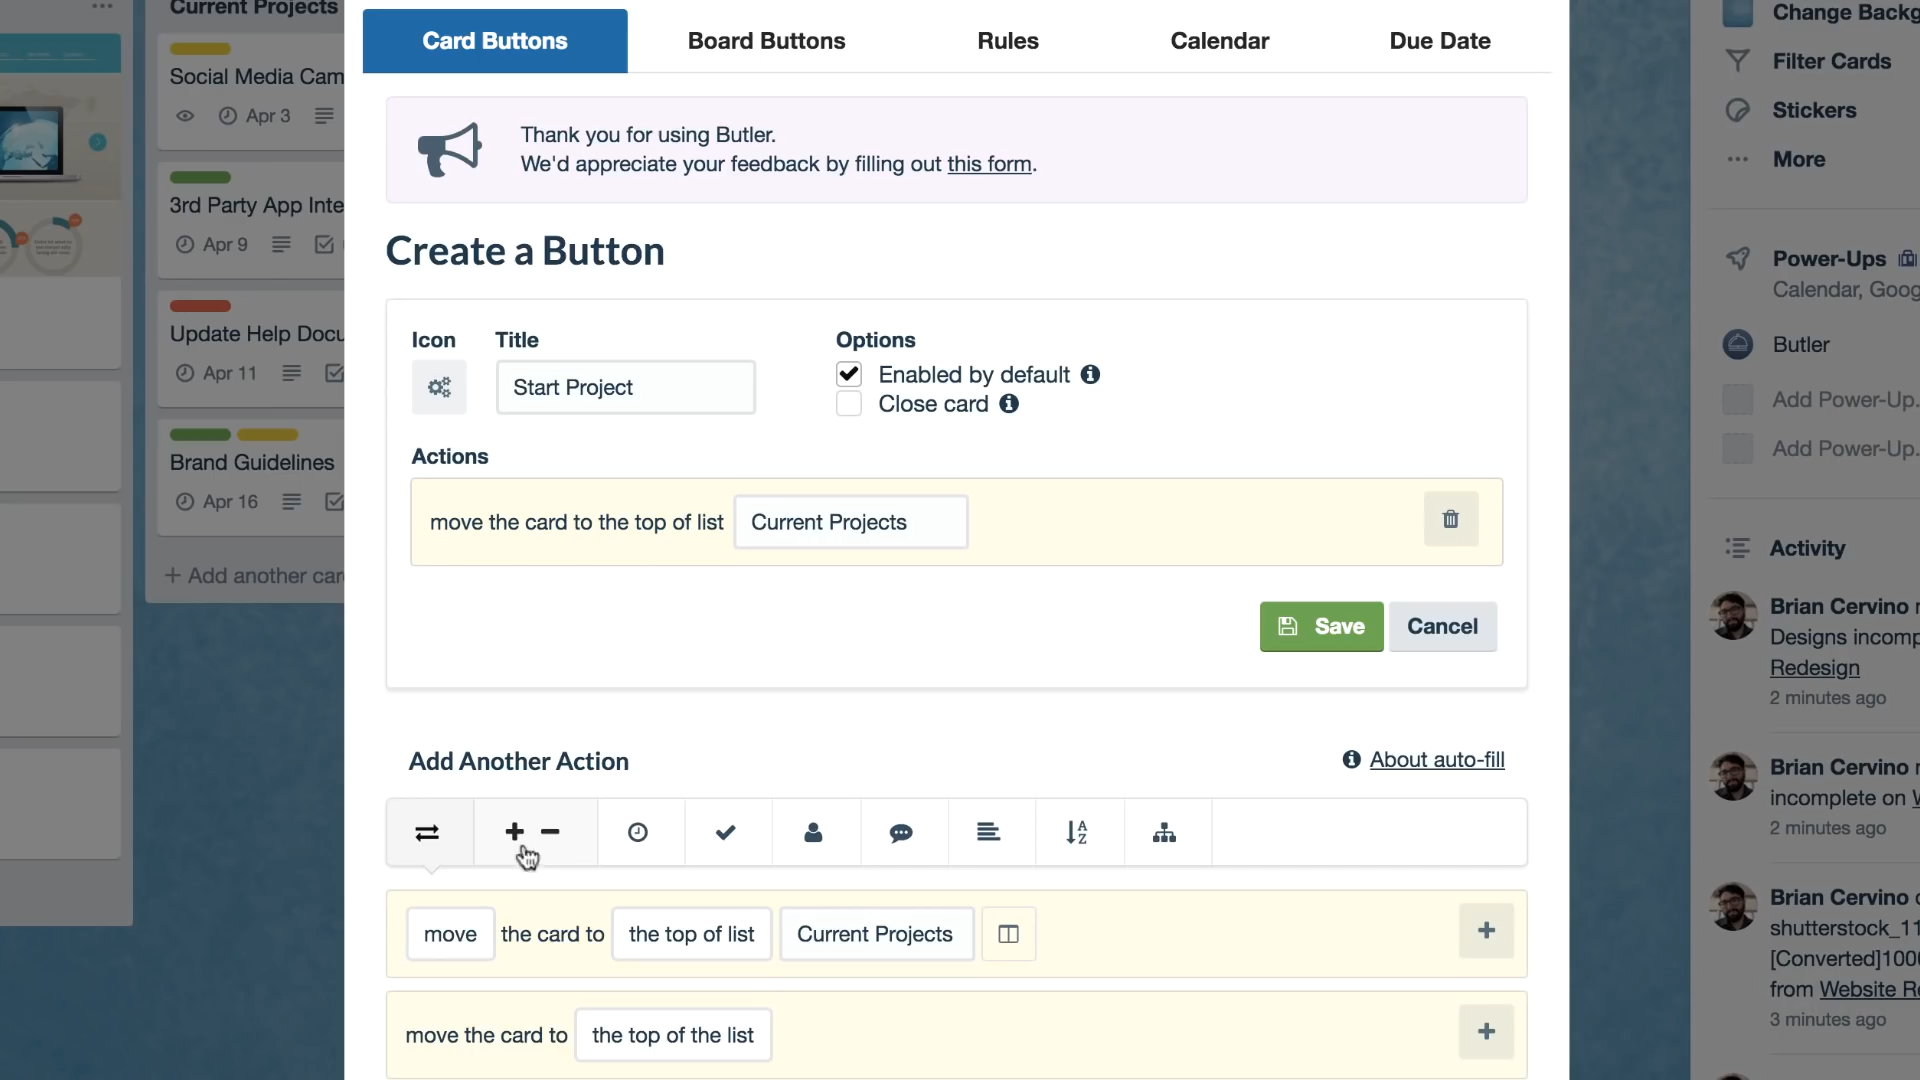 Current Projects
Social Media Cam
Apr 3
3rd Party App Inte
Apr 9
Update Help Docu
Apr 11
Brand Guidelines
Apr 16
+ Add another car
Card Buttons
Board Buttons
Rules
Calendar
Due Date
Thank you for using Butler.
We'd appreciate your feedback by filling out this form.
Create a Button
Icon
Title
Options
Start Project
Enabled by default
Close card
Actions
move the card to the top of list Current Projects
Save
Cancel
Add Another Action
About auto-fill
move the card to the top of list Current Projects
move the card to the top of the list
Change Backg
Filter Cards
Stickers
More
Power-Ups
Calendar, Goog
Butler
Add Power-Up.
Add Power-Up.
Activity
Brian Cervino
Designs incomp
Redesign
2 minutes ago
Brian Cervino
incomplete on W
2 minutes ago
Brian Cervino
shutterstock_11
[Converted]100
from Website Re
3 minutes ago